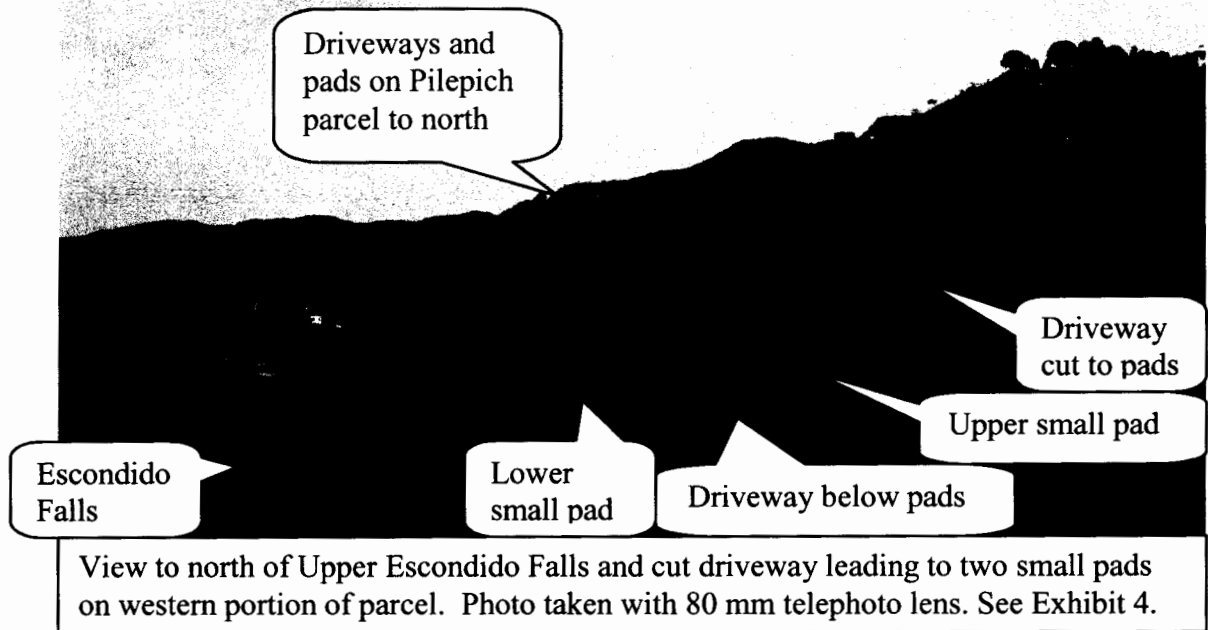 Driveways and
pads on Pilepich
parcel to north
Driveway
cut to pads
Upper small pad
Escondido
Falls
Lower
small pad
Driveway below pads
View to north of Upper Escondido Falls and cut driveway leading to two small pads
on western portion of parcel. Photo taken with 80 mm telephoto lens. See Exhibit 4.